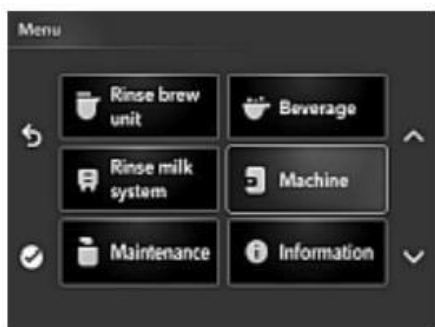 Menu
Rinse brew
unit
Beverage
Rinse milk
system
Machine
Maintenance
Information